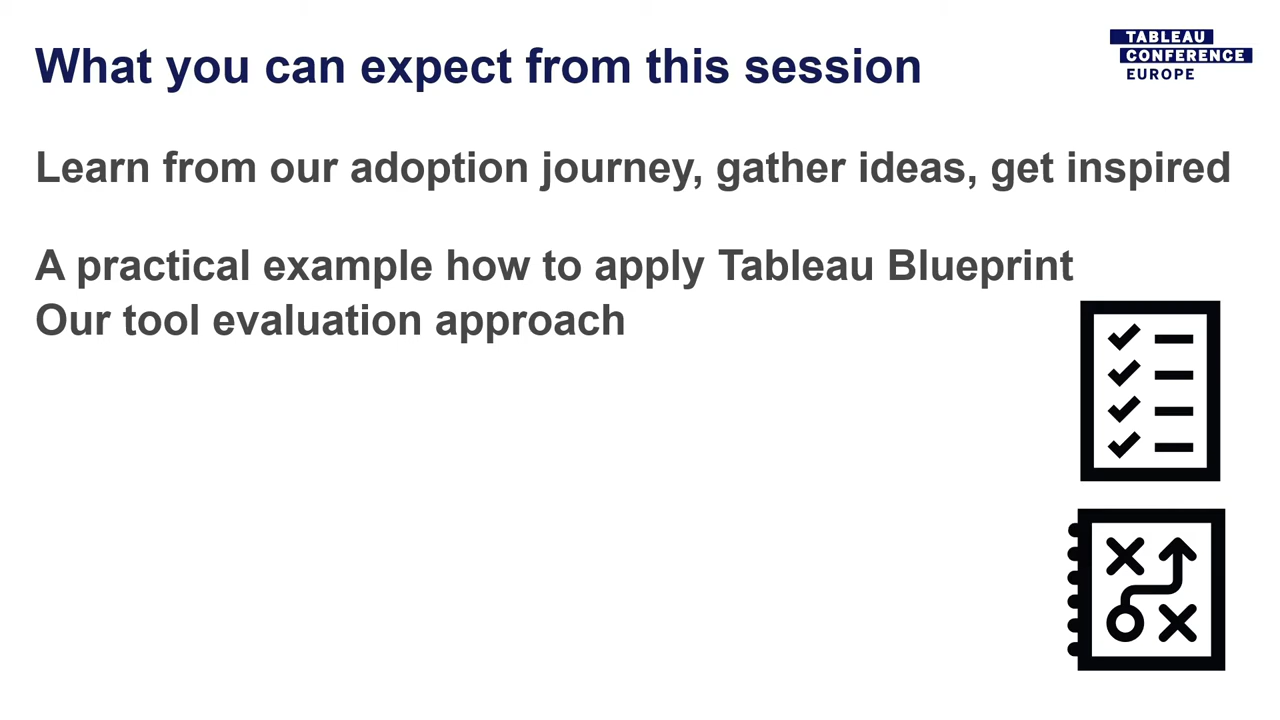 What you can expect from this session
TABLEAU
CONFERENCE
EUROPE
Learn from our adoption journey, gather ideas, get inspired
A practical example how to apply Tableau Blueprint
Our tool evaluation approach